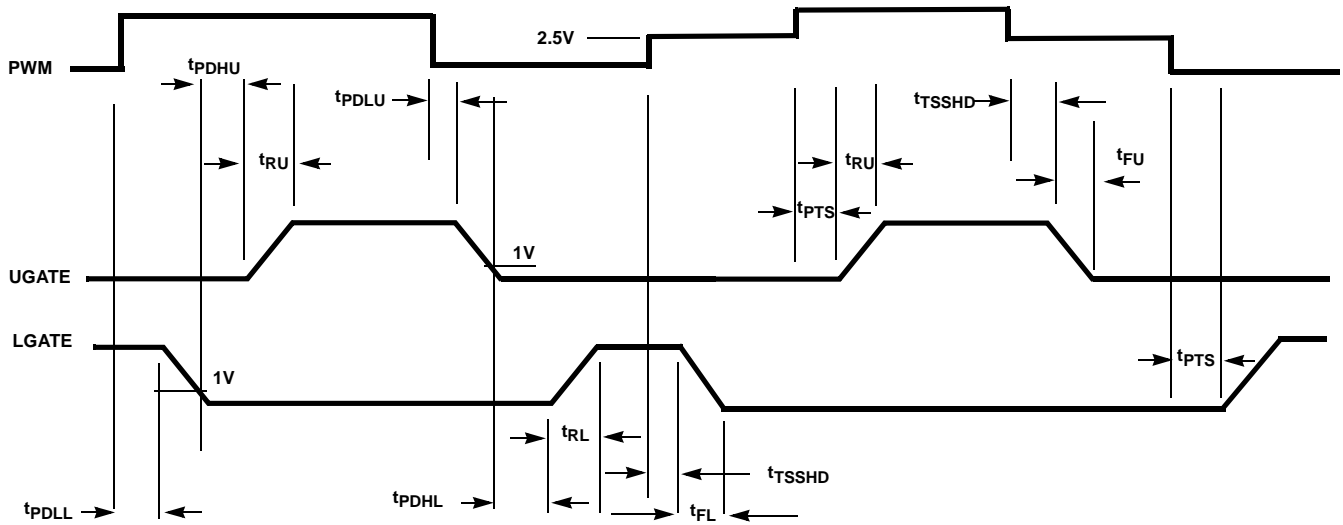 2.5V
PWM
tPDHU
tPDLU
tTSSHD
tRU
tRU
tFU
tPTS
1V
UGATE
LGATE
1V
tPTS
tRL
tTSSHD
tPDHL
tPDLL
tFL